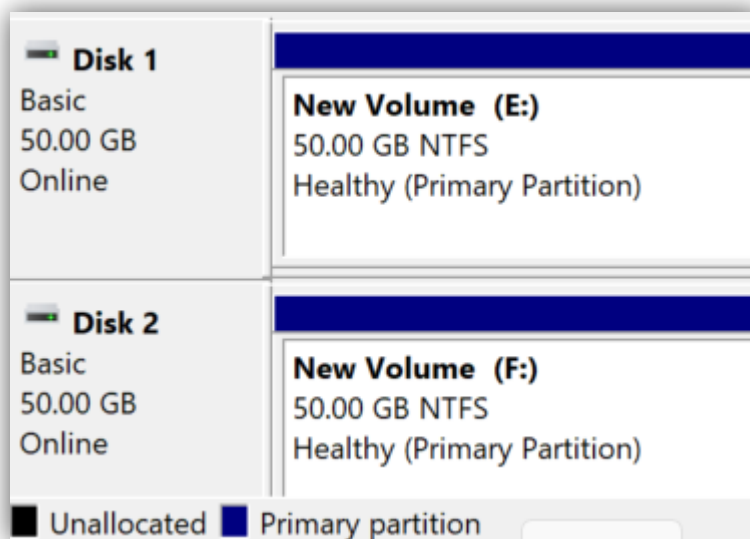 Disk 1
Basic
50.00 GB
Online
New Volume (E:)
50.00 GB NTFS
Healthy (Primary Partition)
Disk 2
Basic
50.00 GB
Online
New Volume (F:)
50.00 GB NTFS
Healthy (Primary Partition)
Unallocated Primary partition